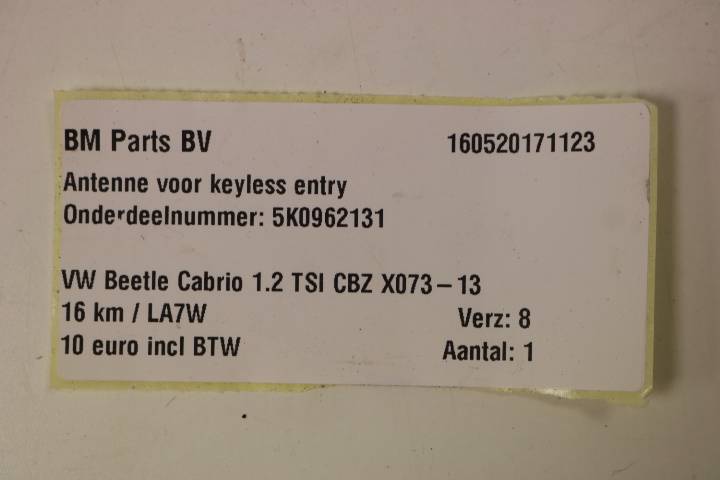 BM Parts BV 160520171123
Antenne voor keyless entry
Onderdeelnummer: 5K0962131
VW Beetle Cabrio 1.2 TSI CBZ X073-13
16 km / LA7W Verz: 8
10 euro incl BTW Aantal: 1